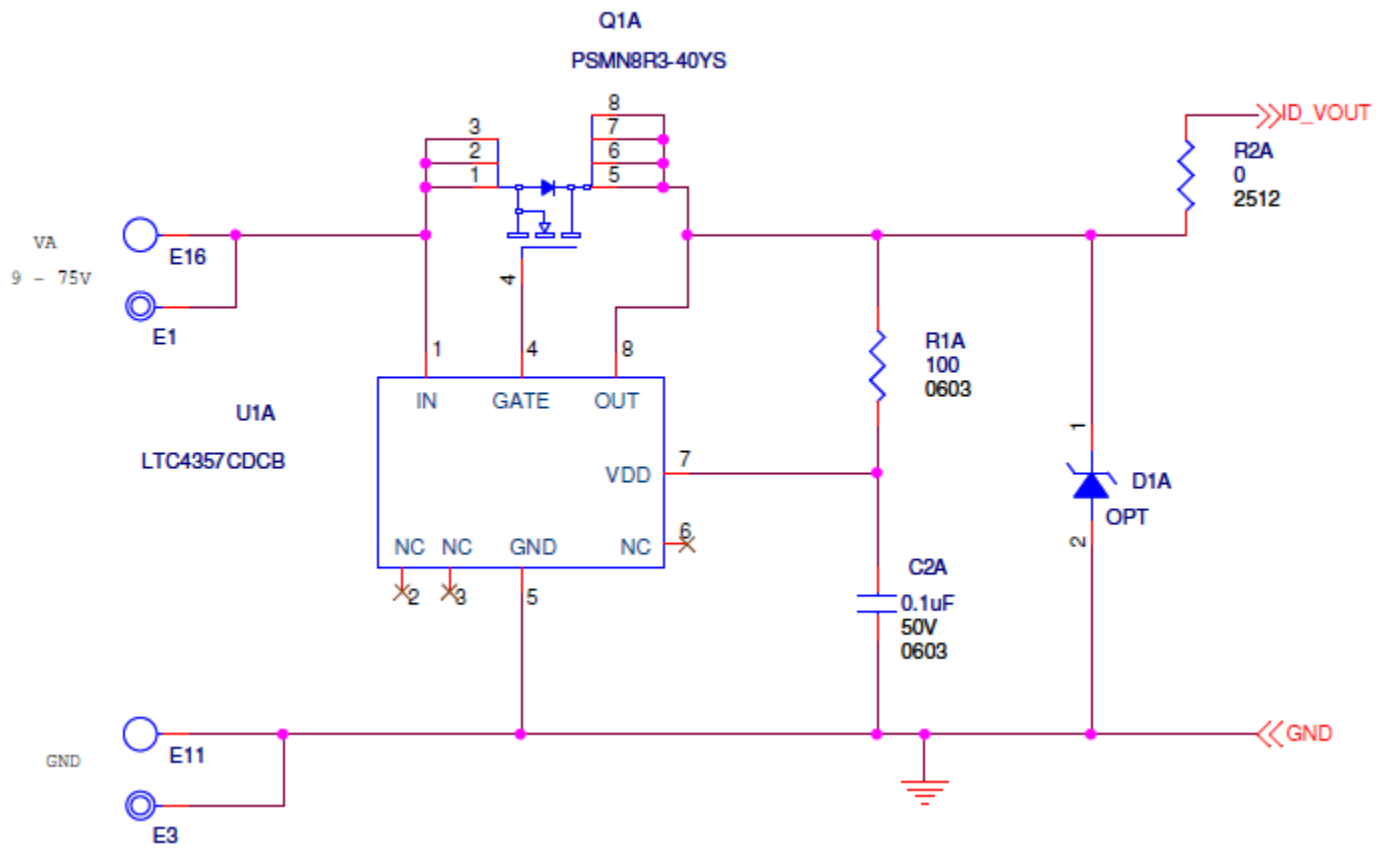 Q1A
PSMN8R3-40YS
8
3
7
2
6
1
5
ID_VOUT
R2A
0
2512
VA
9 - 75V
E16
E1
4
1
4
8
IN
GATE
OUT
U1A
LTC4357CDCB
R1A
100
0603
VDD
7
1
D1A
OPT
2
NC
NC
GND
NC
6
2
3
5
C2A
0.1uF
50V
0603
GND
E11
E3
GND